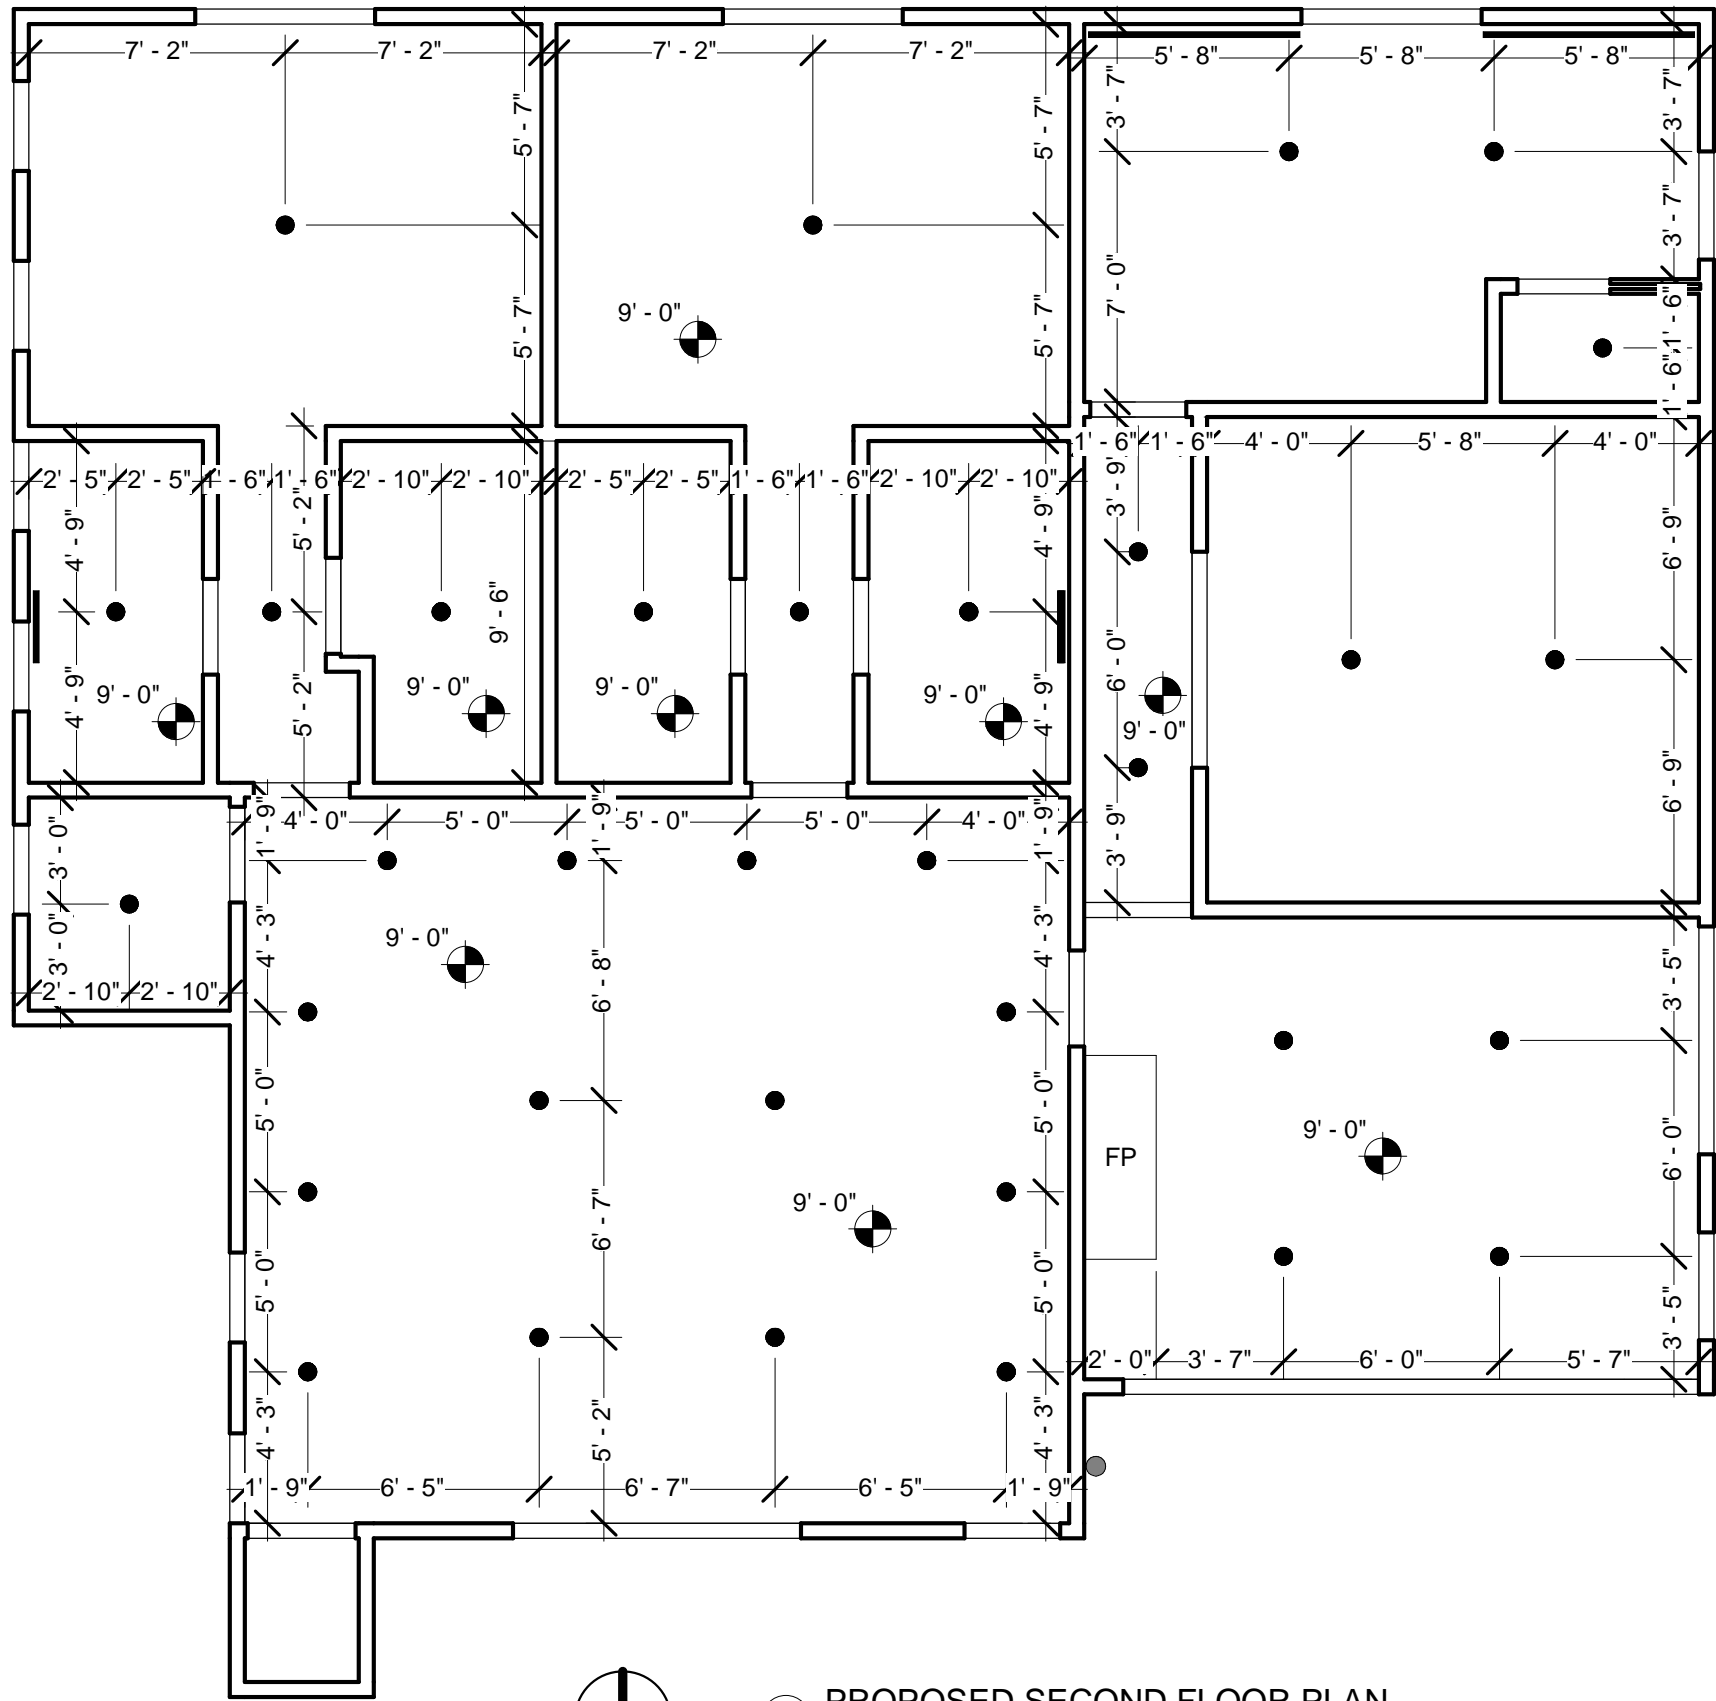 7' - 2" 7' - 2" 7' - 2" 7' - 2" 5' - 8" 5' - 8" 5' - 8"
5' - 7" 5' - 7" 3' - 7" 3' - 7"
3' - 7"
7' - 0"
9' - 0"
5' - 7" 5' - 7" 1' - 6"
1' - 6"
1' - 6" 1' - 6" 4' - 0" 5' - 8" 4' - 0"
2' - 5" 2' - 5" 1' - 6" 1' - 6" 2' - 10" 2' - 10" 2' - 5" 2' - 5" 1' - 6" 1' - 6" 2' - 10" 2' - 10"
4' - 9" 5' - 2" 4' - 9" 3' - 9" 6' - 9"
9' - 6"
6' - 0"
9' - 0" 9' - 0" 9' - 0" 9' - 0"
4' - 9" 5' - 2" 4' - 9" 9' - 0"
6' - 9"
1' - 9" 4' - 0" 5' - 0" 1' - 9" 5' - 0" 5' - 0" 4' - 0" 1' - 9"
3' - 0" 3' - 9"
9' - 0"
3' - 0" 4' - 3" 6' - 8" 4' - 3" 3' - 5"
2' - 10" 2' - 10"
5' - 0" 5' - 0"
9' - 0" 6' - 0"
FP
9' - 0"
6' - 7"
5' - 0" 5' - 0" 3' - 5"
2' - 0" 3' - 7" 6' - 0" 5' - 7"
4' - 3" 5' - 2" 4' - 3"
1' - 9" 6' - 5" 6' - 7" 6' - 5" 1' - 9"
PROPOSED SECOND FLOOR PLAN